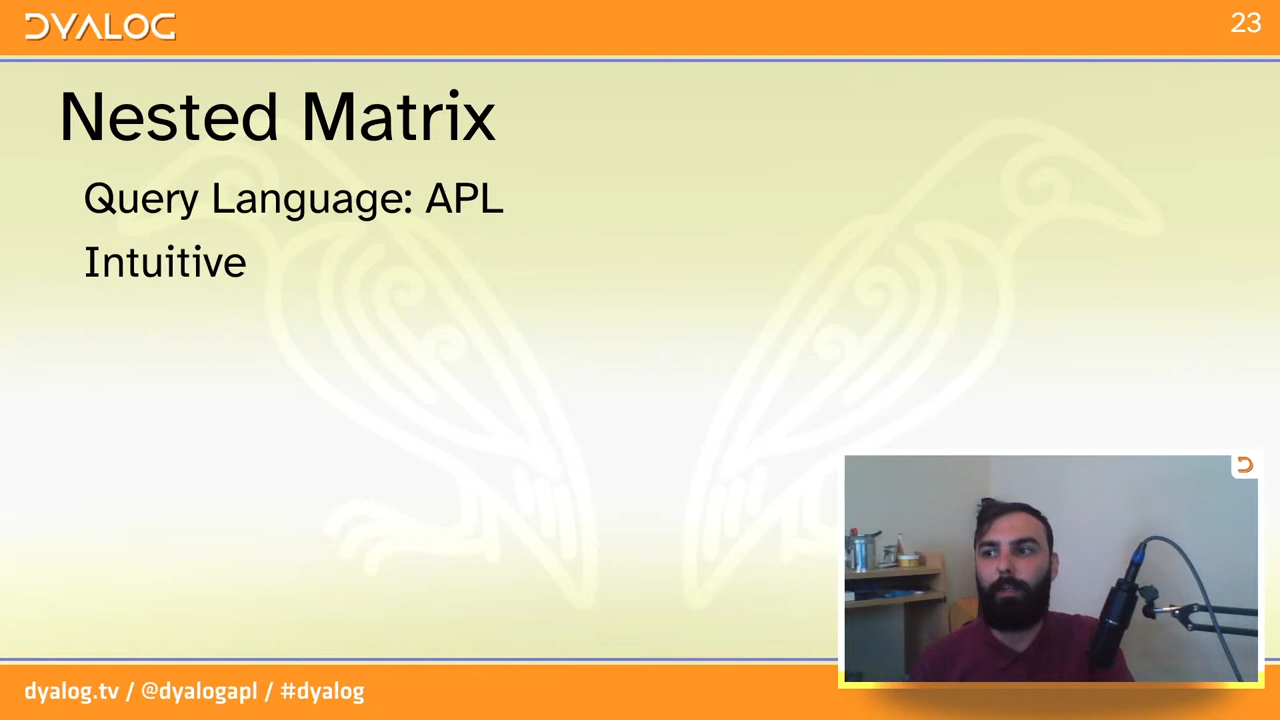 DYALOG
23
Nested Matrix
Query Language: APL
Intuitive
dyalog.tv / @dyalogapl / #dyalog